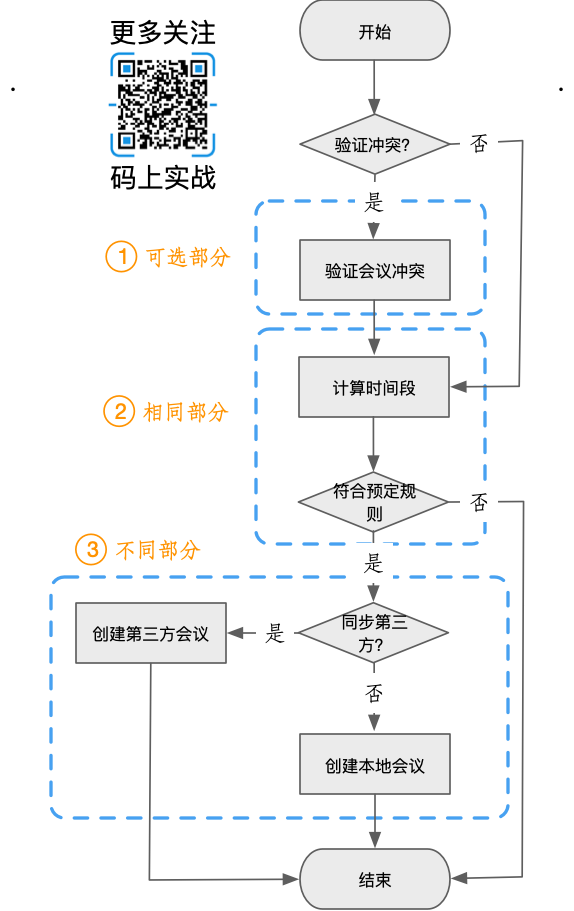 更多关注
码上实战
开始
验证冲突?
否
是
① 可选部分
验证会议冲突
计算时间段
② 相同部分
符合预定规
则
否
③ 不同部分
是
同步第三
方?
是
创建第三方会议
否
创建本地会议
结束